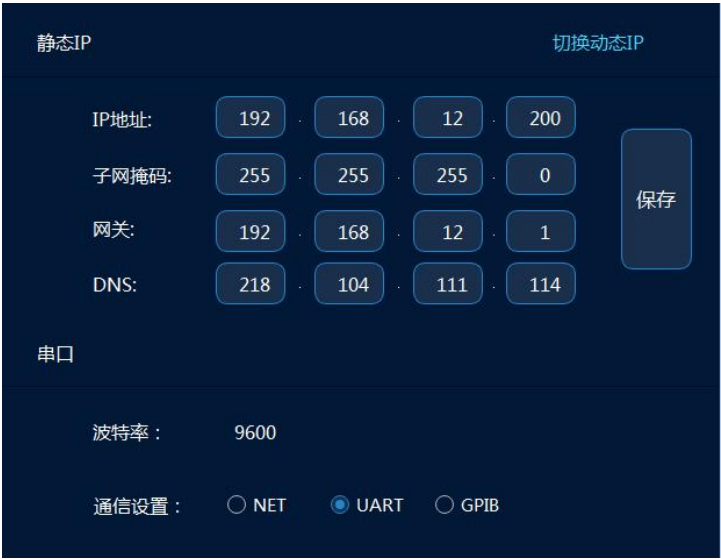 静态IP 切换动态IP
IP地址: 192 . 168 . 12 . 200
子网掩码: 255 . 255 . 255 . 0
保存
网关: 192 . 168 . 12 . 1
DNS: 218 . 104 . 111 . 114
串口
波特率： 9600
通信设置： NET UART GPIB